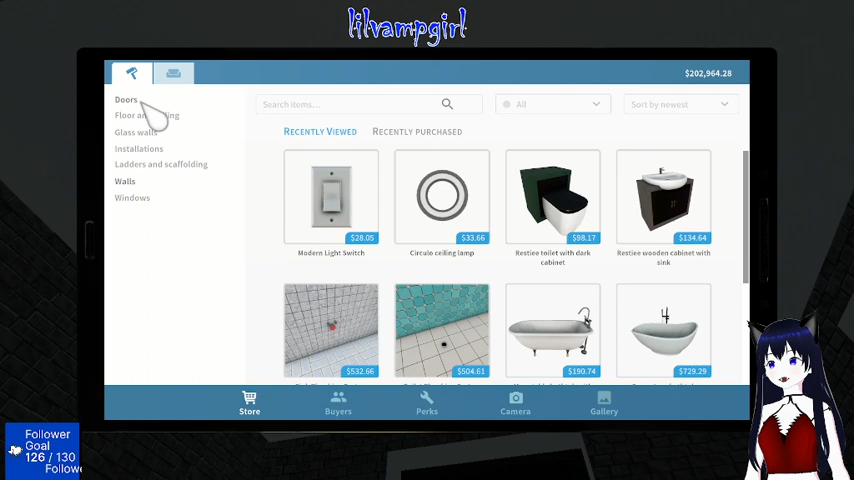 lilvampgirl
$202,964.28
Doors
Glass walls
Installations
Ladders and scaffolding
Walls
Windows
Search items...
All
Sort by newest
RECENTLY VIEWED
RECENTLY PURCHASED
$28.05
$33.66
$98.17
$134.64
Modern Light Switch
Circulo ceiling lamp
Restiee toilet with dark
cabinet
Restiee wooden cabinet with
sink
$532.66
$504.61
$190.74
$729.29
Store
Buyers
Perks
Camera
Gallery
Follower
Goal
126 / 130
Followe